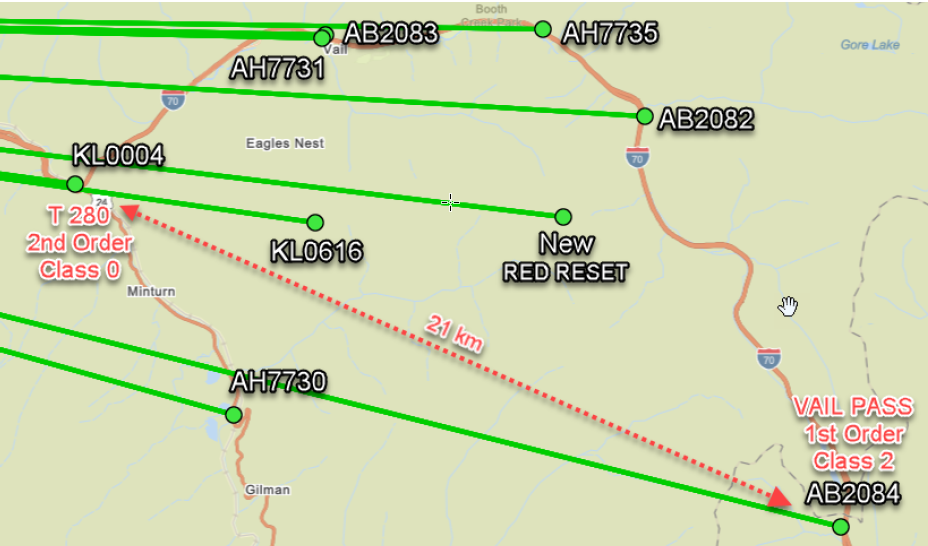 Booth
Creek Park
AB2083
AH7735
Gore Lake
Vail
AH7731
70
AB2082
Eagles Nest
70
KL0004
24
T 280
2nd Order
Class 0
KL0616
New
RED RESET
Minturn
21 km
70
AH7730
VAIL PASS
1st Order
Class 2
Gilman
AB2084